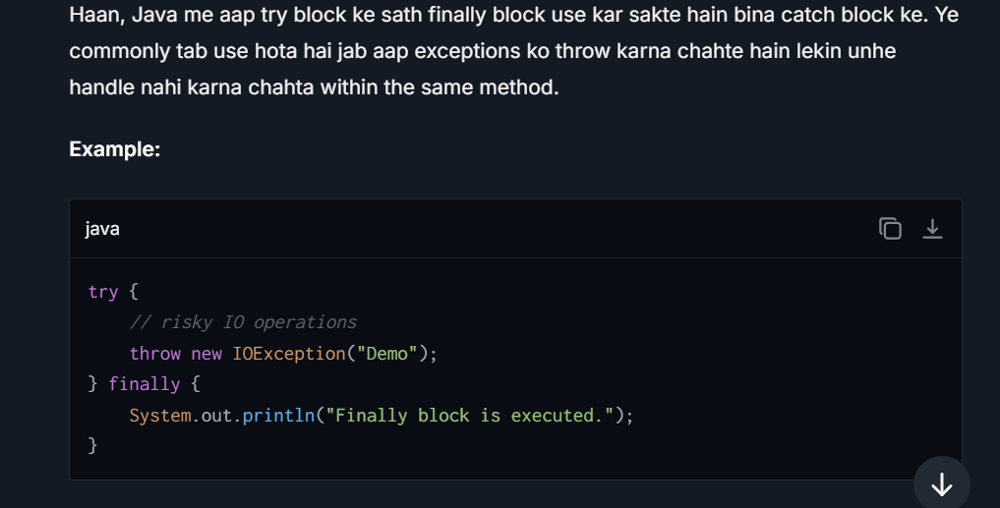 Haan, Java me aap try block ke sath finally block use kar sakte hain bina catch block ke. Ye
commonly tab use hota hai jab aap exceptions ko throw karna chahte hain lekin unhe
handle nahi karna chahta within the same method.
Example:
java
try {
    // risky IO operations
    throw new IOException("Demo");
} finally {
    System.out.println("Finally block is executed.");
}